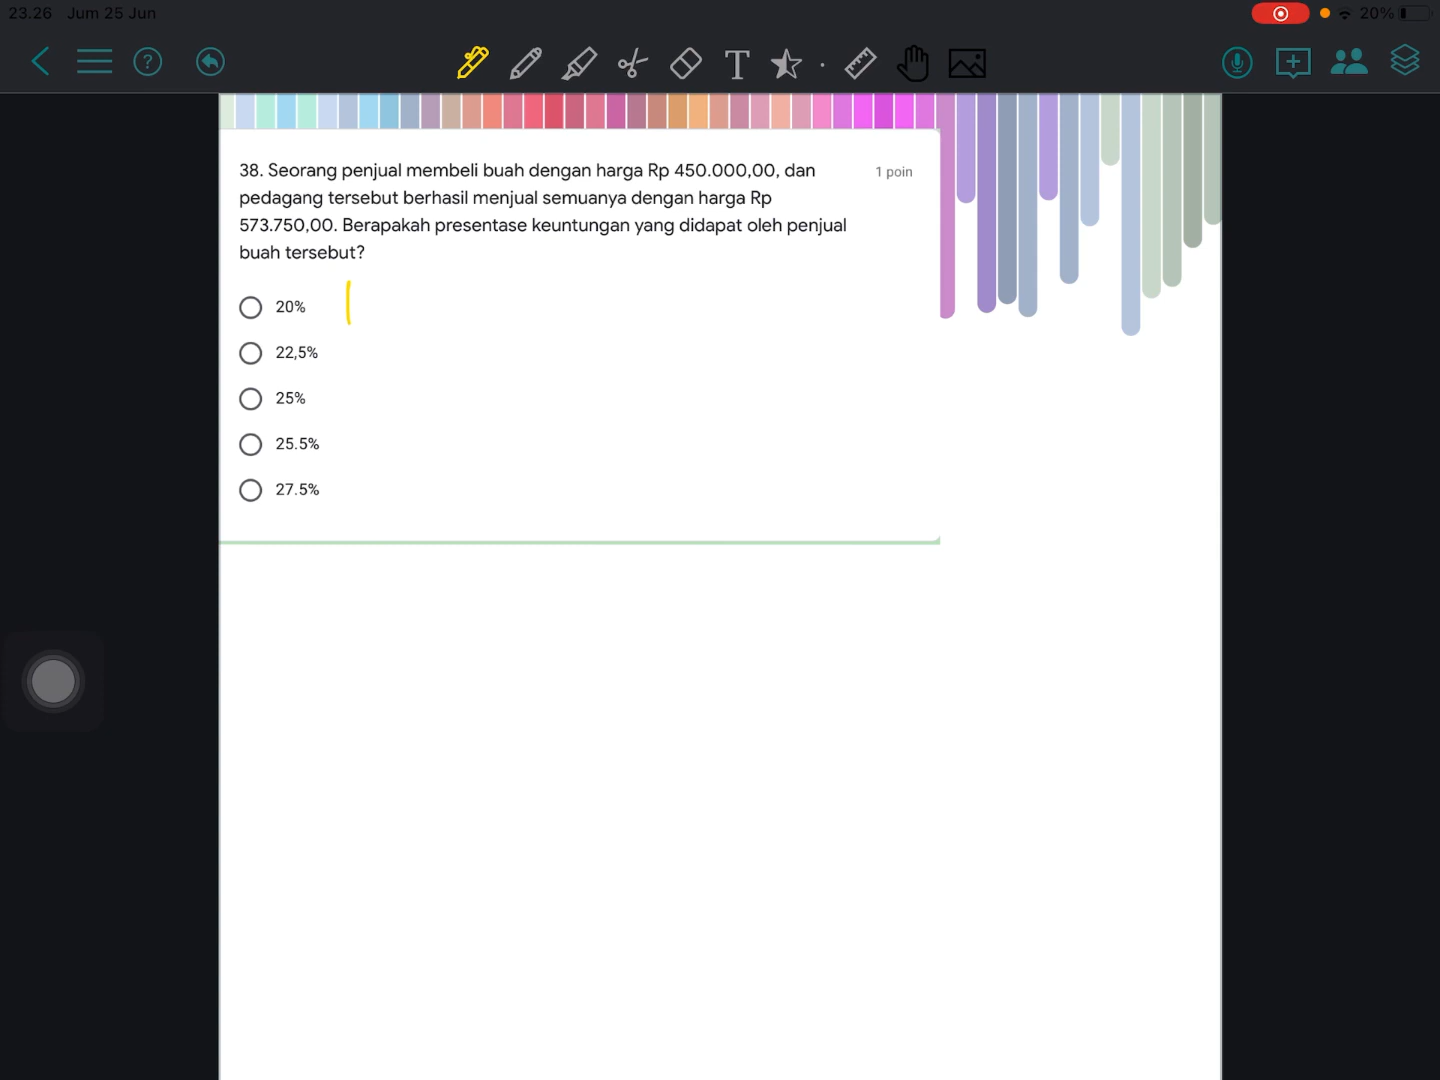 23.26 Jum 25 Jun
20%
38. Seorang penjual membeli buah dengan harga Rp 450.000,00, dan
1 poin
pedagang tersebut berhasil menjual semuanya dengan harga Rp
573.750,00. Berapakah presentase keuntungan yang didapat oleh penjual
buah tersebut?
20%
22,5%
25%
25.5%
27.5%